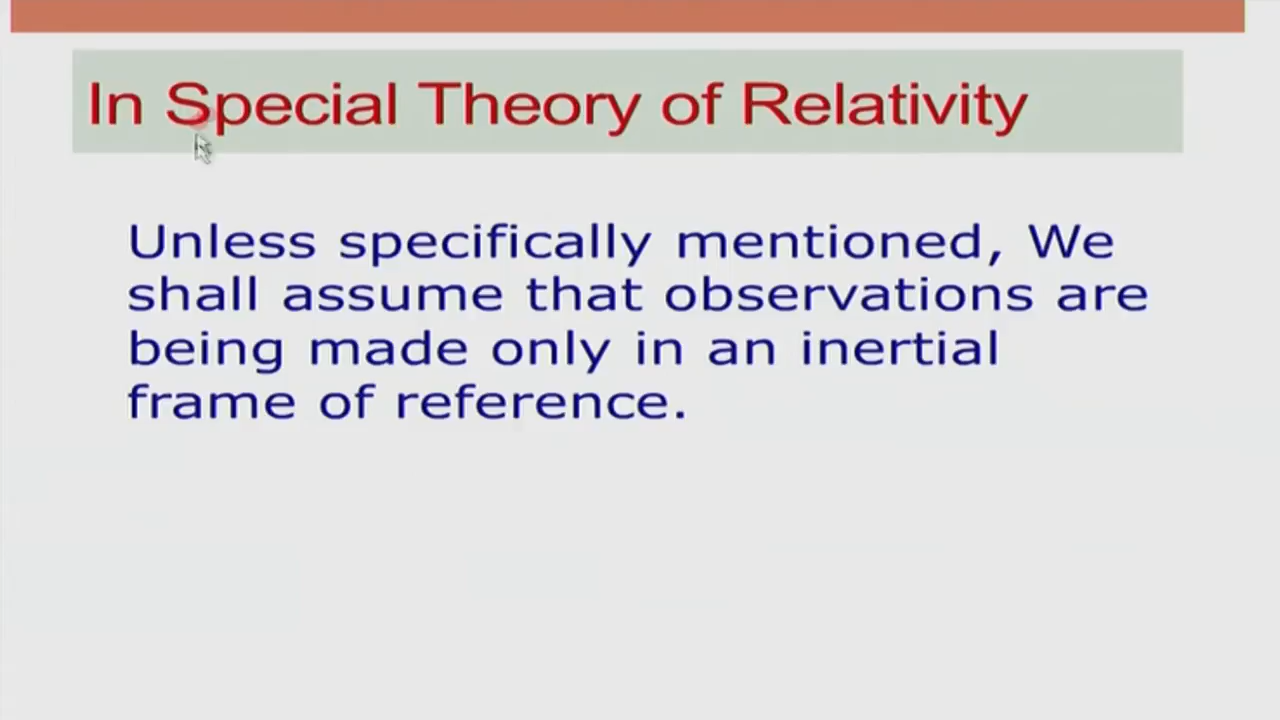 In Special Theory of Relativity
Unless specifically mentioned, We
shall assume that observations are
being made only in an inertial
frame of reference.